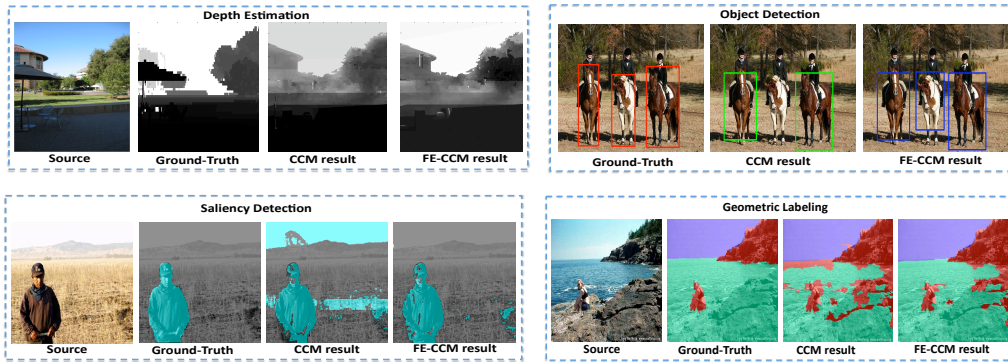 Depth Estimation
Source Ground-Truth CCM result FE-CCM result
Object Detection
Ground-Truth CCM result FE-CCM result
Saliency Detection
Source Ground-Truth CCM result FE-CCM result
Geometric Labeling
Source Ground-Truth CCM result FE-CCM result